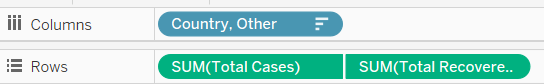 Columns Country, Other
Rows SUM(Total Cases) SUM(Total Recovere..